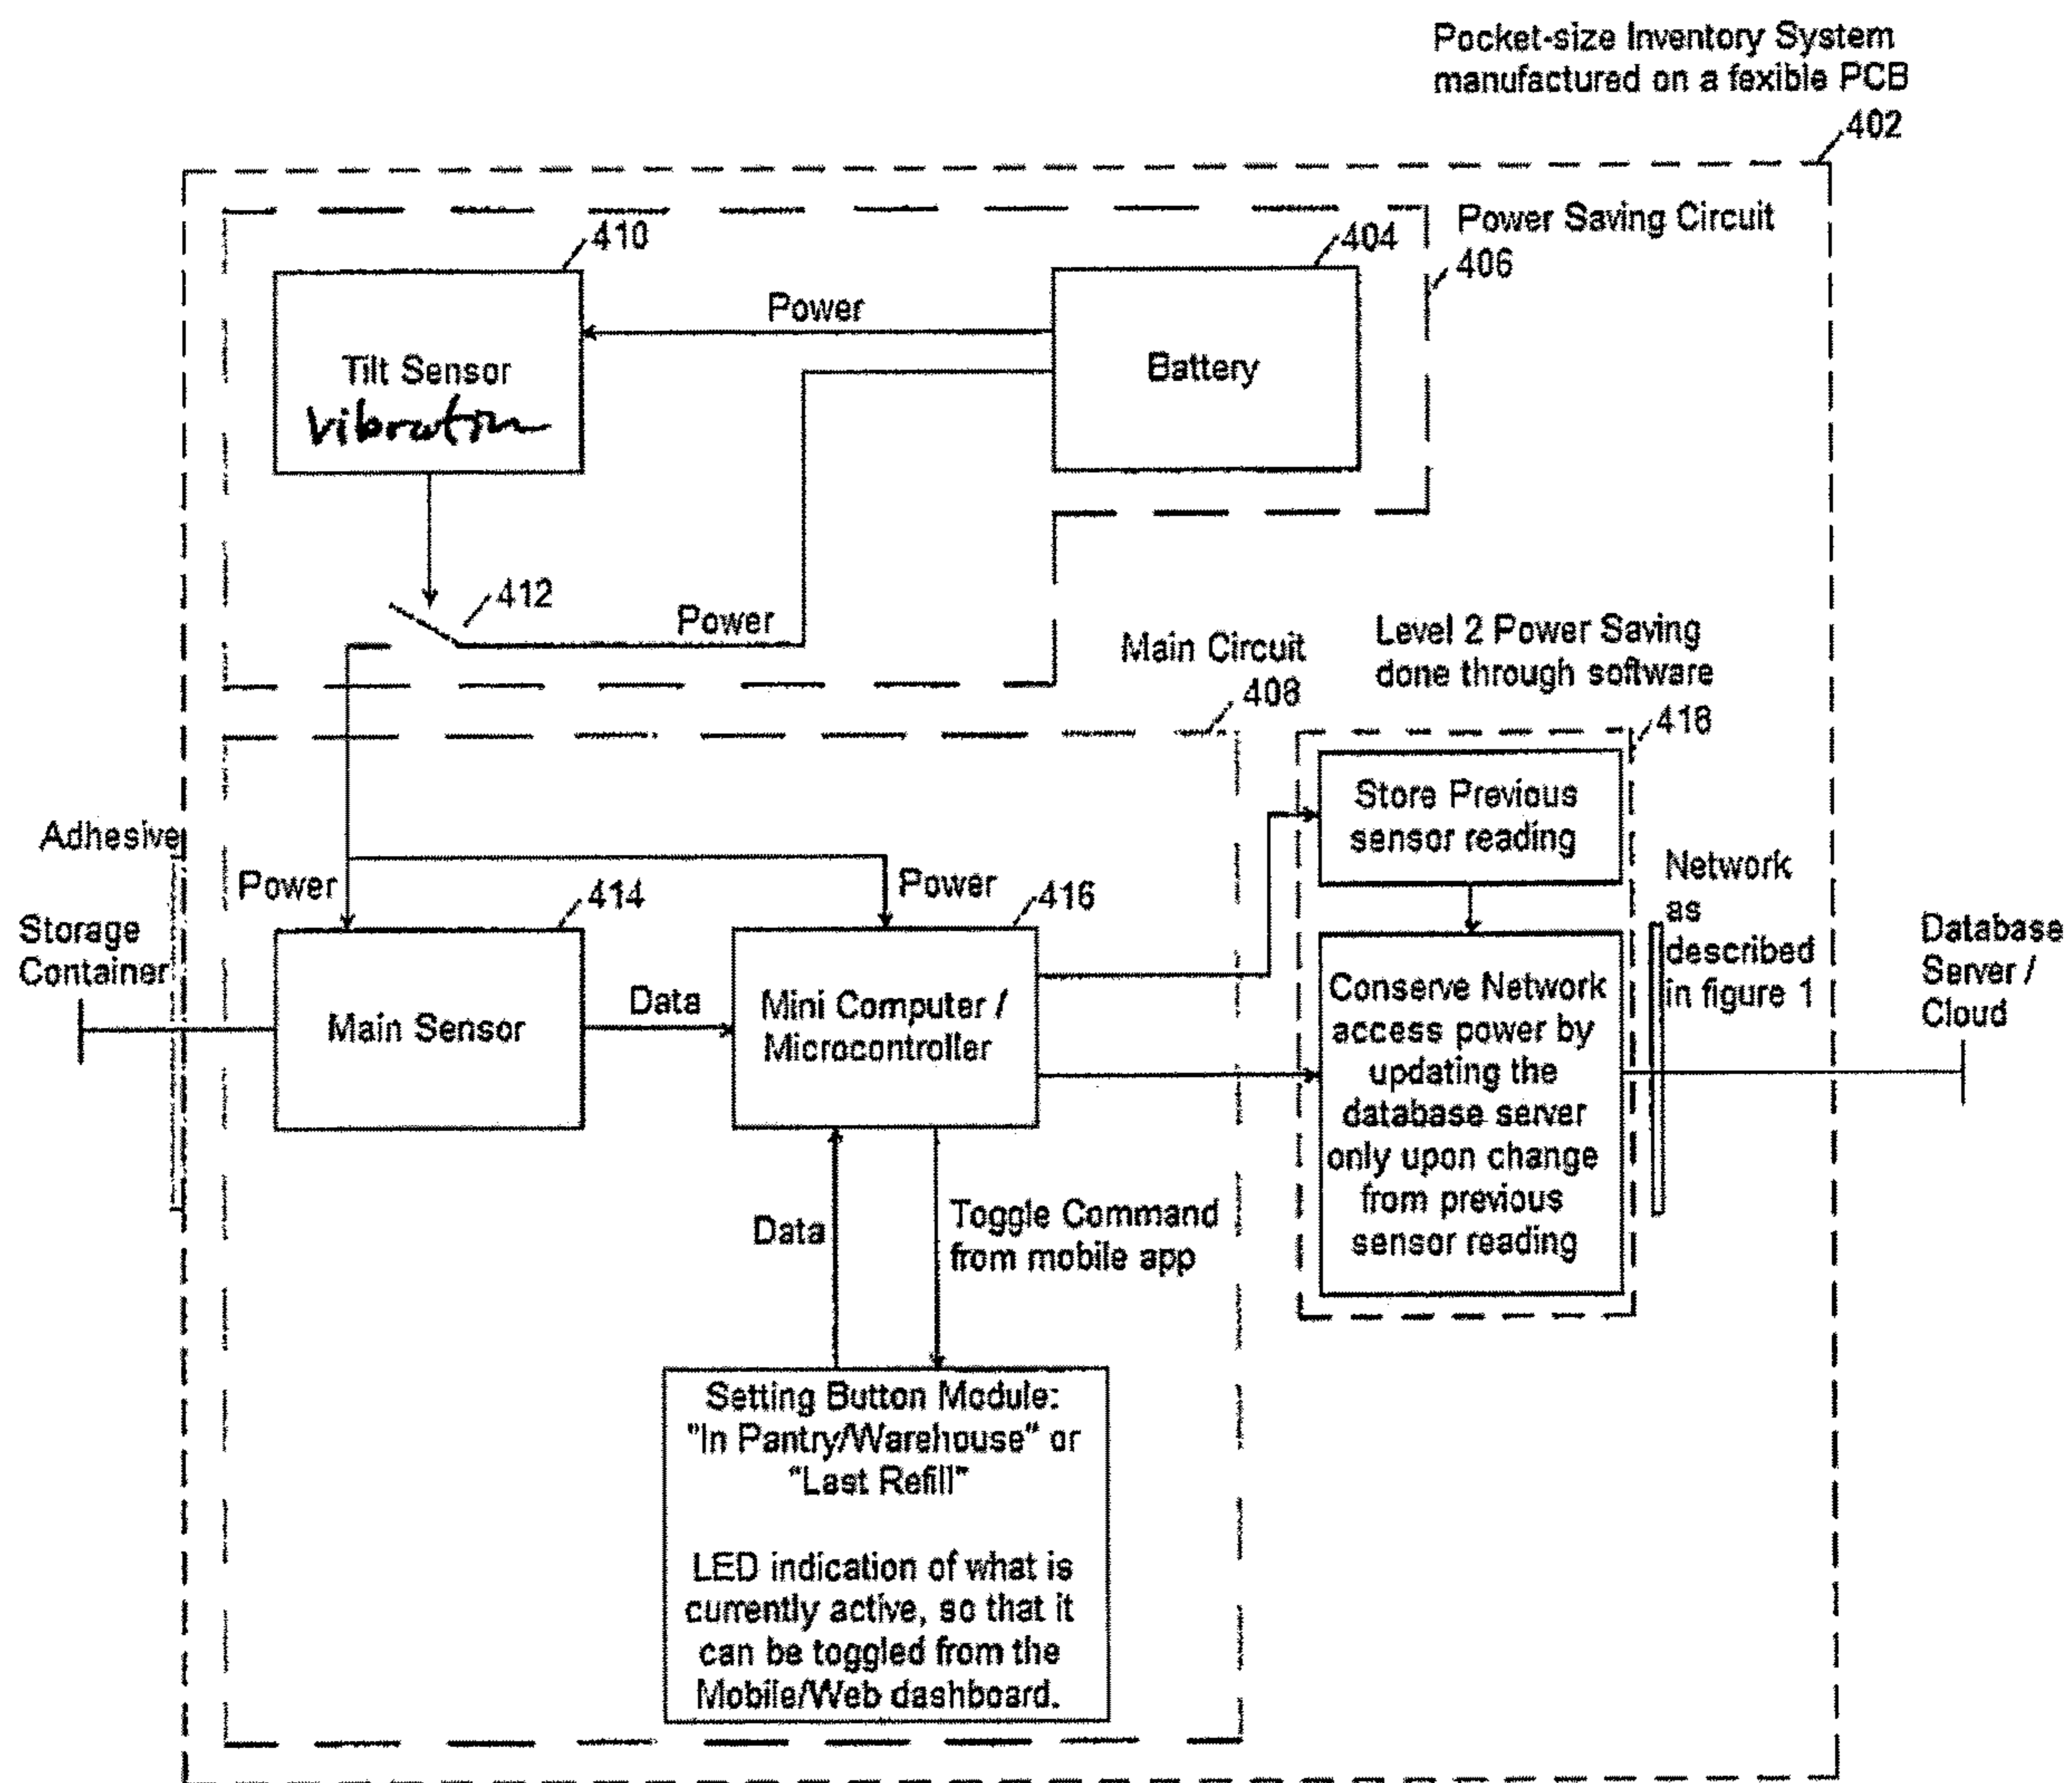 Pocket-size Inventory System
manufactured on a fexible PCB
402
Power Saving Circuit
406
410
404
Power
Tilt Sensor
vibration
Battery
412
Power
Main Circuit
408
Level 2 Power Saving
done through software
418
Store Previous
sensor reading
Adhesive
Power
Power
414
416
Network
as
described
in figure 1
Storage
Container
Database
Server /
Cloud
Main Sensor
Data
Mini Computer /
Microcontroller
Conserve Network
access power by
updating the
database server
only upon change
from previous
sensor reading
Data
Toggle Command
from mobile app
Setting Button Module:
"In Pantry/Warehouse" or
"Last Refill"
LED indication of what is
currently active, so that it
can be toggled from the
Mobile/Web dashboard.